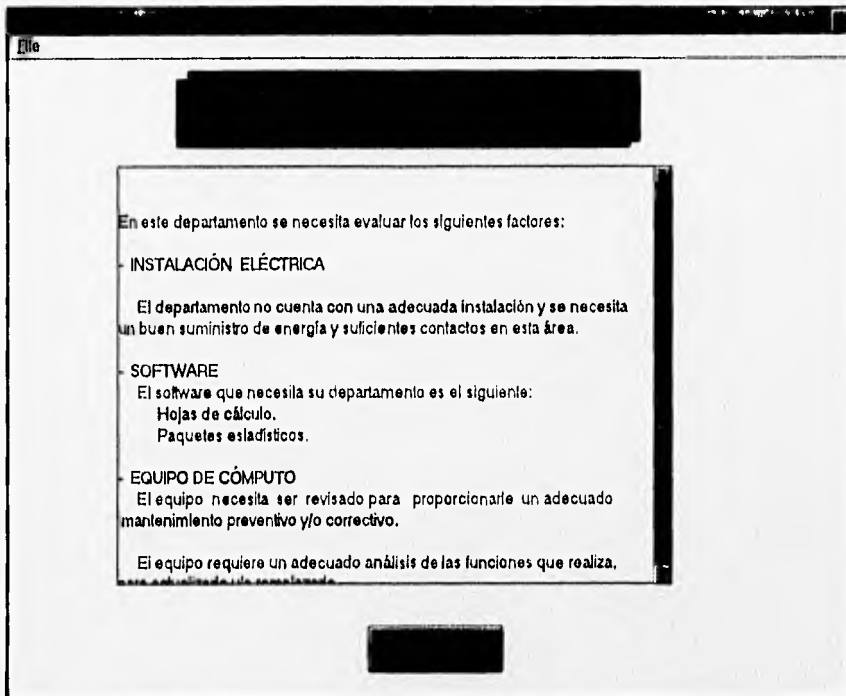 File
En este departamento se necesita evaluar los siguientes factores:
- INSTALACIÓN ELÉCTRICA
El departamento no cuenta con una adecuada instalación y se necesita
un buen suministro de energía y suficientes contactos en esta área.
- SOFTWARE
El software que necesita su departamento es el siguiente:
Hojas de cálculo.
Paquetes estadísticos.
- EQUIPO DE CÓMPUTO
El equipo necesita ser revisado para proporcionarle un adecuado
mantenimiento preventivo y/o correctivo.
El equipo requiere un adecuado análisis de las funciones que realiza,